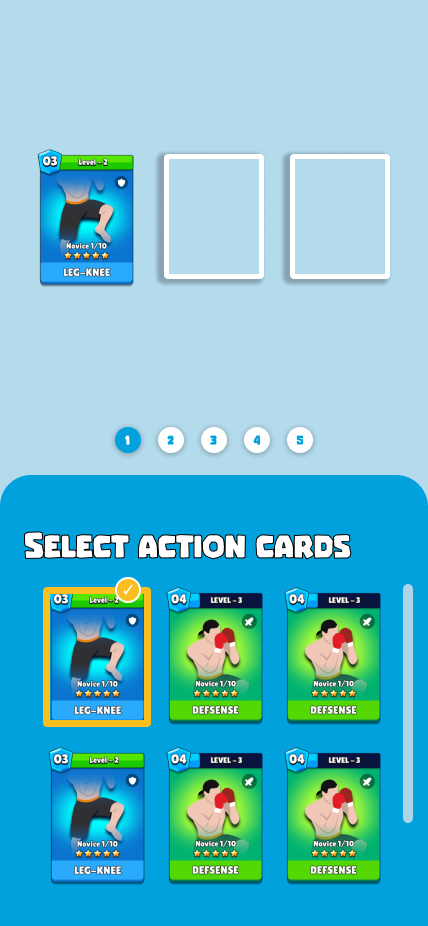 03 Level - 2
Novice 1/10
LEG-KNEE
1 2 3 4 5
SELECT ACTION CARDS
03 Level - 2
Novice 1/10
LEG-KNEE
04 LEVEL - 3
Novice 1/10
DEFSENSE
04 LEVEL - 3
Novice 1/10
DEFSENSE
03 Level - 2
Novice 1/10
LEG-KNEE
04 LEVEL - 3
Novice 1/10
DEFSENSE
04 LEVEL - 3
Novice 1/10
DEFSENSE